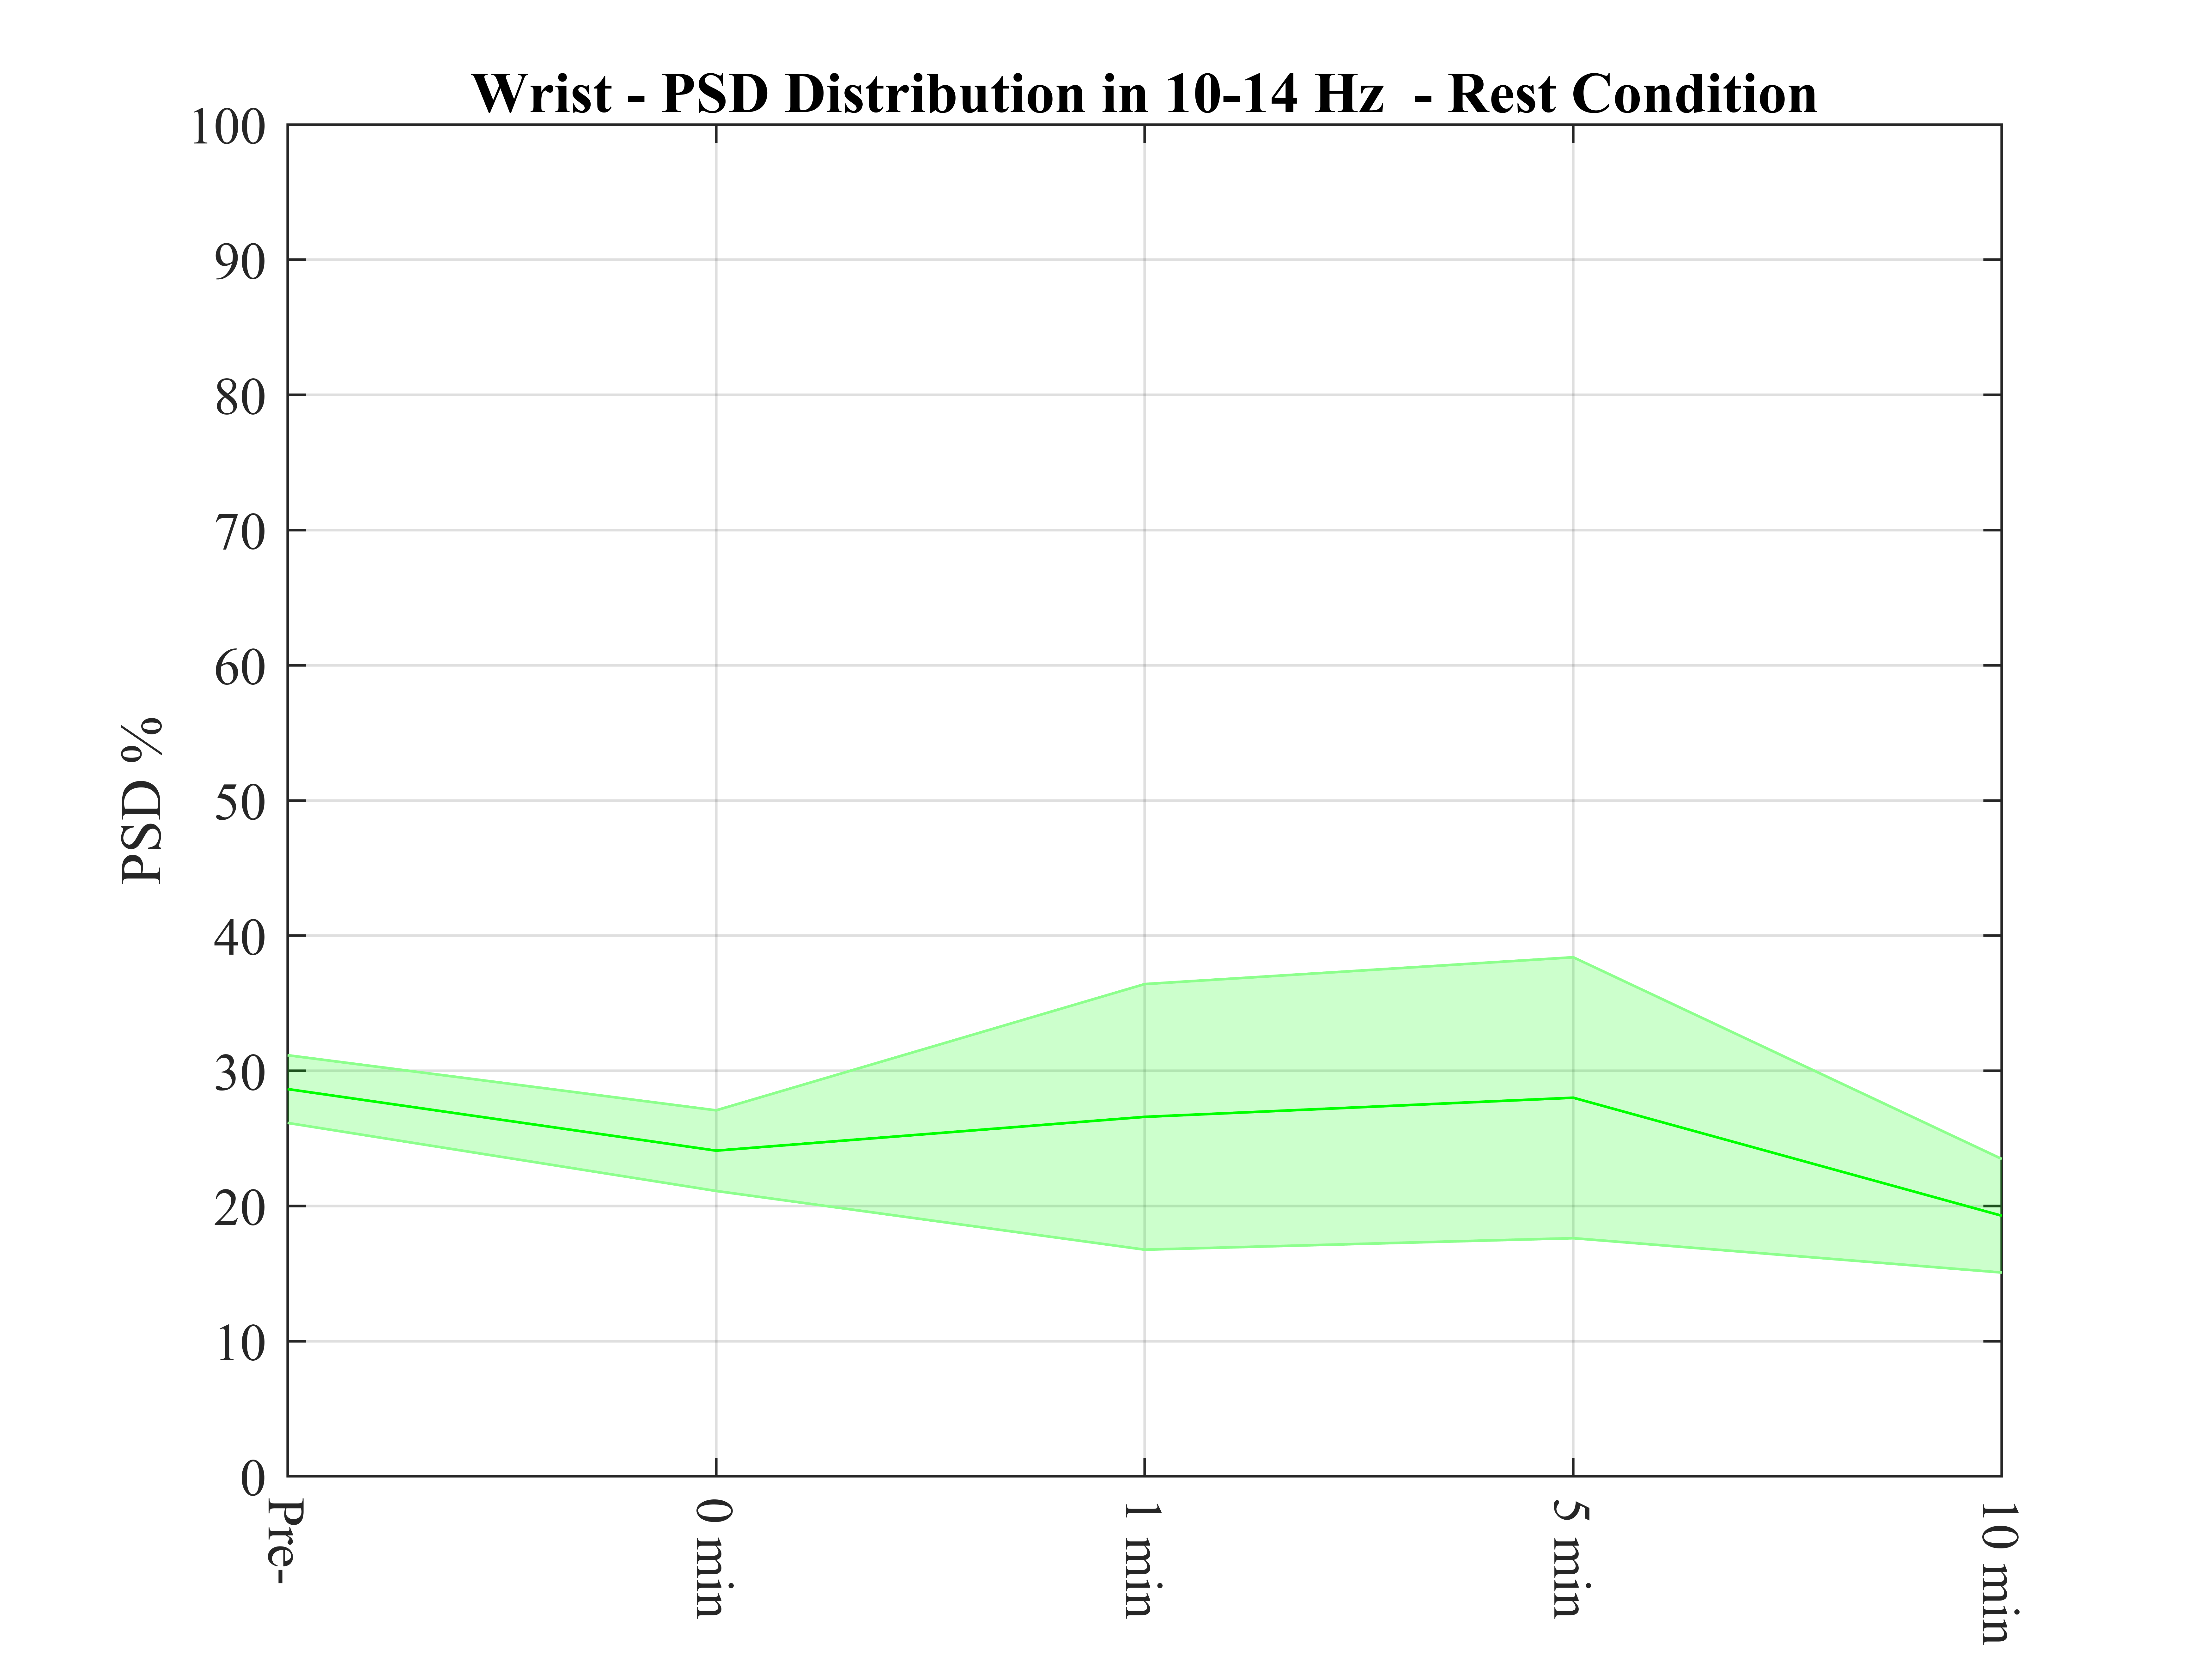 Wrist - PSD Distribution in 10-14 Hz - Rest Condition
100
90
80
70
60
50
40
30
20
10
0
PSD %
Pre-
0 min
1 min
5 min
10 min